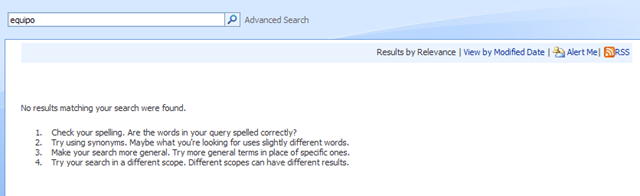 equipo Advanced Search
Results by Relevance | View by Modified Date | Alert Me | RSS
No results matching your search were found.
1. Check your spelling. Are the words in your query spelled correctly?
2. Try using synonyms. Maybe what you're looking for uses slightly different words.
3. Make your search more general. Try more general terms in place of specific ones.
4. Try your search in a different scope. Different scopes can have different results.